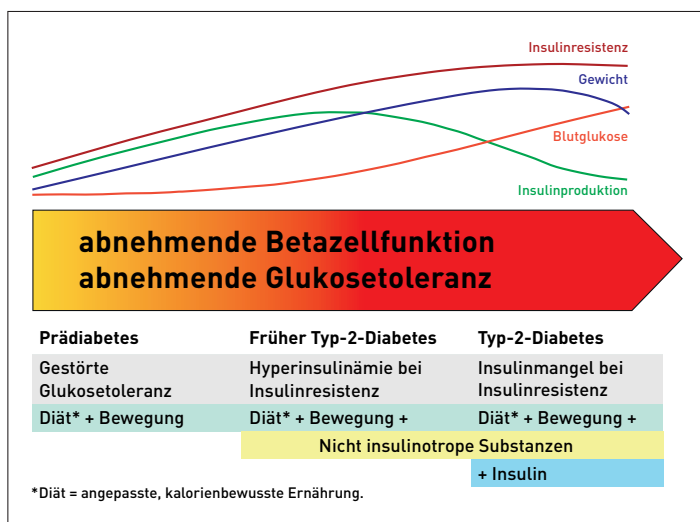 Insulinresistenz
Gewicht
Blutglukose
Insulinproduktion
abnehmende Betazellfunktion
abnehmende Glukosetoleranz
Prädiabetes
Früher Typ-2-Diabetes
Typ-2-Diabetes
Gestörte
Glukosetoleranz
Hyperinsulinämie bei
Insulinresistenz
Insulinmangel bei
Insulinresistenz
Diät* + Bewegung
Diät* + Bewegung +
Diät* + Bewegung +
Nicht insulinotrope Substanzen
+ Insulin
*Diät = angepasste, kalorienbewusste Ernährung.